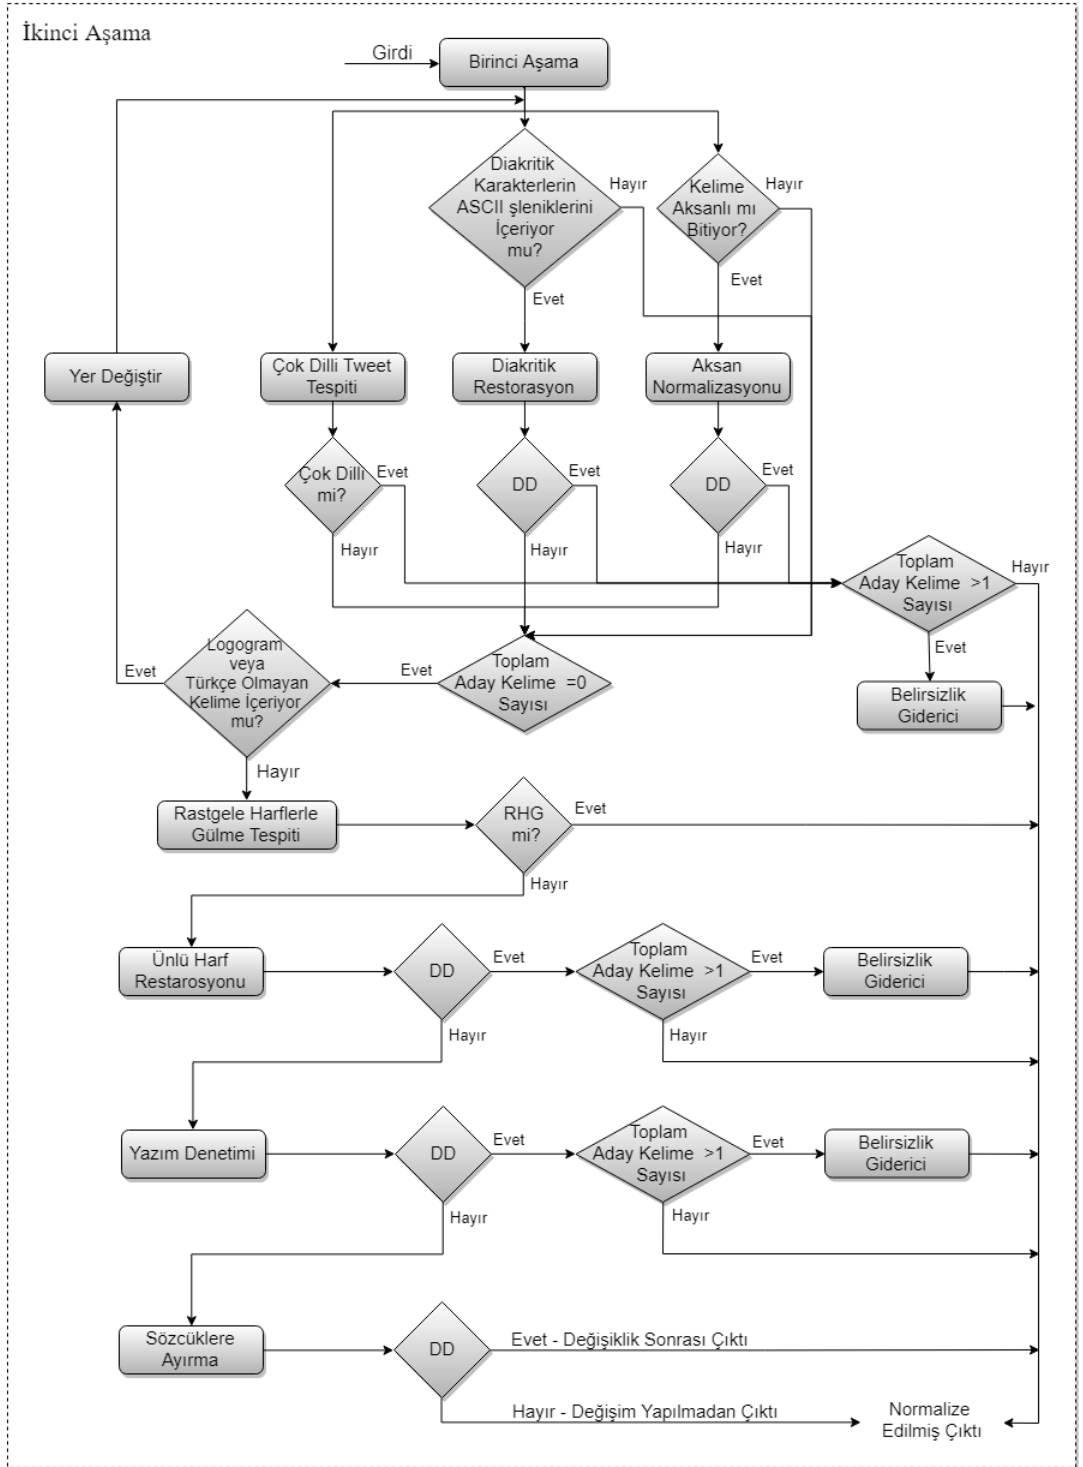 İkinci Aşama
Girdi
Birinci Aşama
Diakritik
Karakterlerin
ASCII şleniklerini
İçeriyor
mu?
Hayır
Evet
Kelime
Aksanlı mı
Bitiyor?
Hayır
Evet
Yer Değiştir
Çok Dilli Tweet
Tespiti
Diakritik
Restorasyon
Aksan
Normalizasyonu
Çok Dilli
mi?
Evet
Hayır
DD
Evet
Hayır
DD
Evet
Hayır
Toplam
Aday Kelime >1
Sayısı
Hayır
Evet
Belirsizlik
Giderici
Toplam
Aday Kelime =0
Sayısı
Evet
Logogram
veya
Türkçe Olmayan
Kelime İçeriyor
mu?
Evet
Hayır
Rastgele Harflerle
Gülme Tespiti
RHG
mi?
Evet
Hayır
Ünlü Harf
Restarosyonu
DD
Evet
Hayır
Toplam
Aday Kelime >1
Sayısı
Evet
Hayır
Belirsizlik
Giderici
Yazım Denetimi
DD
Evet
Hayır
Toplam
Aday Kelime >1
Sayısı
Evet
Hayır
Belirsizlik
Giderici
Sözcüklere
Ayırma
DD
Evet - Değişiklik Sonrası Çıktı
Hayır - Değişim Yapılmadan Çıktı
Normalize
Edilmiş Çıktı